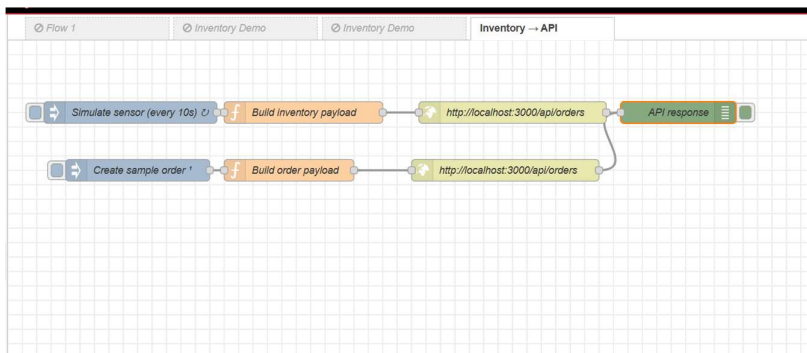 Flow 1
Inventory Demo
Inventory Demo
Inventory → API
Simulate sensor (every 10s) ↻
Build inventory payload
http://localhost:3000/api/orders
API response
Create sample order ¹
Build order payload
http://localhost:3000/api/orders